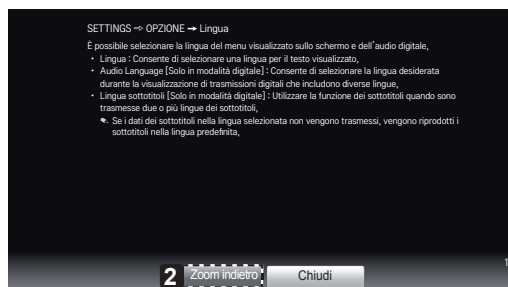 SETTINGS ⇨ OPZIONE ➙ Lingua
È possibile selezionare la lingua del menu visualizzato sullo schermo e dell'audio digitale,
• Lingua : Consente di selezionare una lingua per il testo visualizzato,
• Audio Language [Solo in modalità digitale] : Consente di selezionare la lingua desiderata
durante la visualizzazione di trasmissioni digitali che includono diverse lingue,
• Lingua sottotitoli [Solo in modalità digitale] : Utilizzare la funzione dei sottotitoli quando sono
trasmesse due o più lingue dei sottotitoli,
Se i dati dei sottotitoli nella lingua selezionata non vengono trasmessi, vengono riprodotti i
sottotitoli nella lingua predefinita,
1
2 Zoom indietro Chiudi